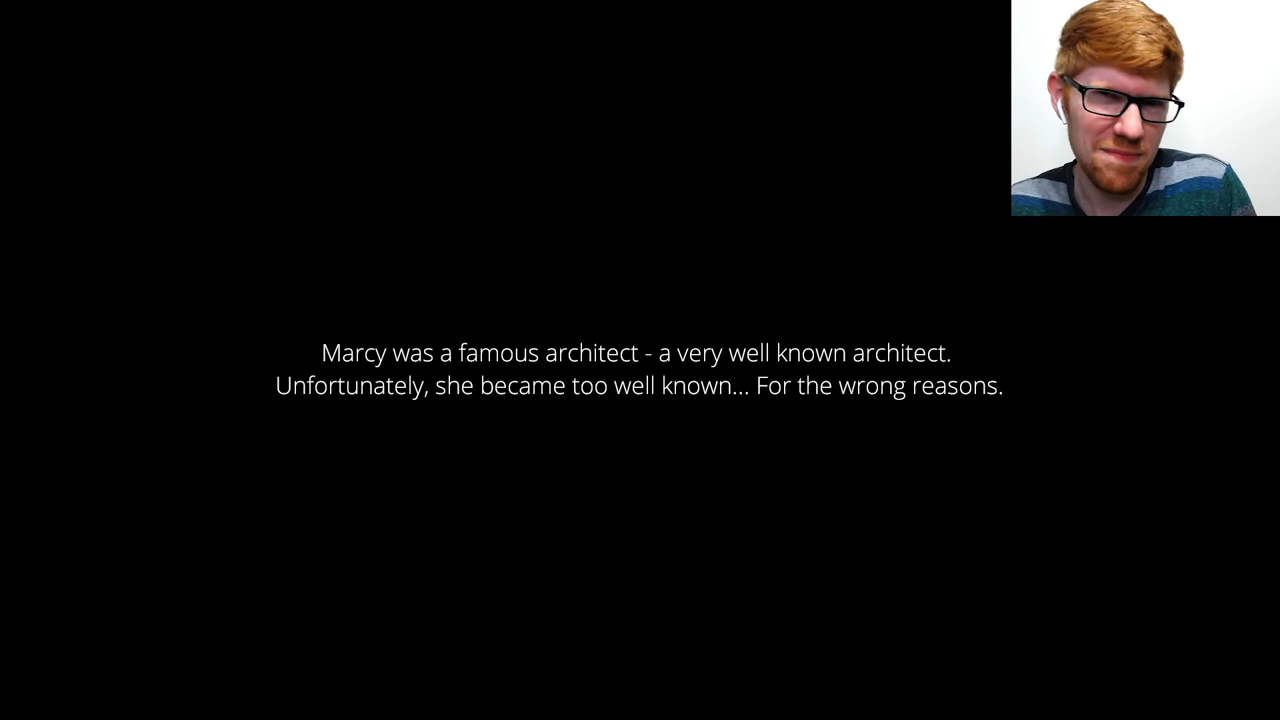 Marcy was a famous architect - a very well known architect.
Unfortunately, she became too well known... For the wrong reasons.